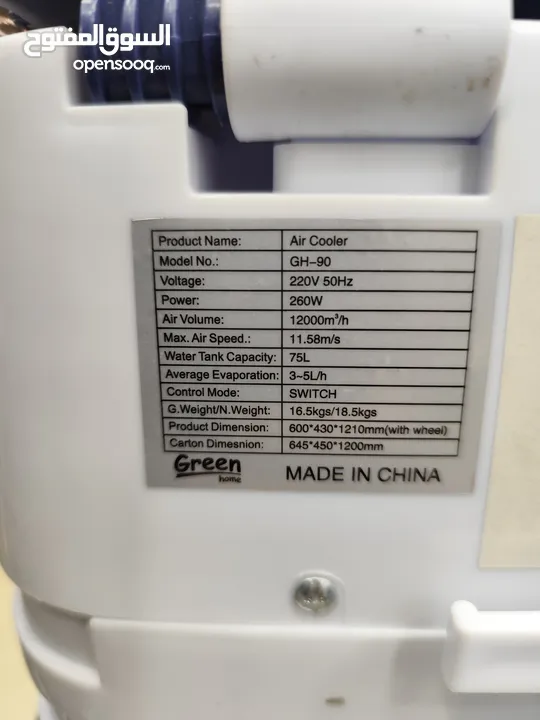 السوق المفتوح
opensooq.com
Product Name: Air Cooler
Model No.: GH-90
Voltage: 220V 50Hz
Power: 260W
Air Volume: 12000m³/h
Max. Air Speed.: 11.58m/s
Water Tank Capacity: 75L
Average Evaporation: 3~5L/h
Control Mode: SWITCH
G.Weight/N.Weight: 16.5kgs/18.5kgs
Product Dimension: 600*430*1210mm(with wheel)
Carton Dimesnion: 645*450*1200mm
Green
home
MADE IN CHINA